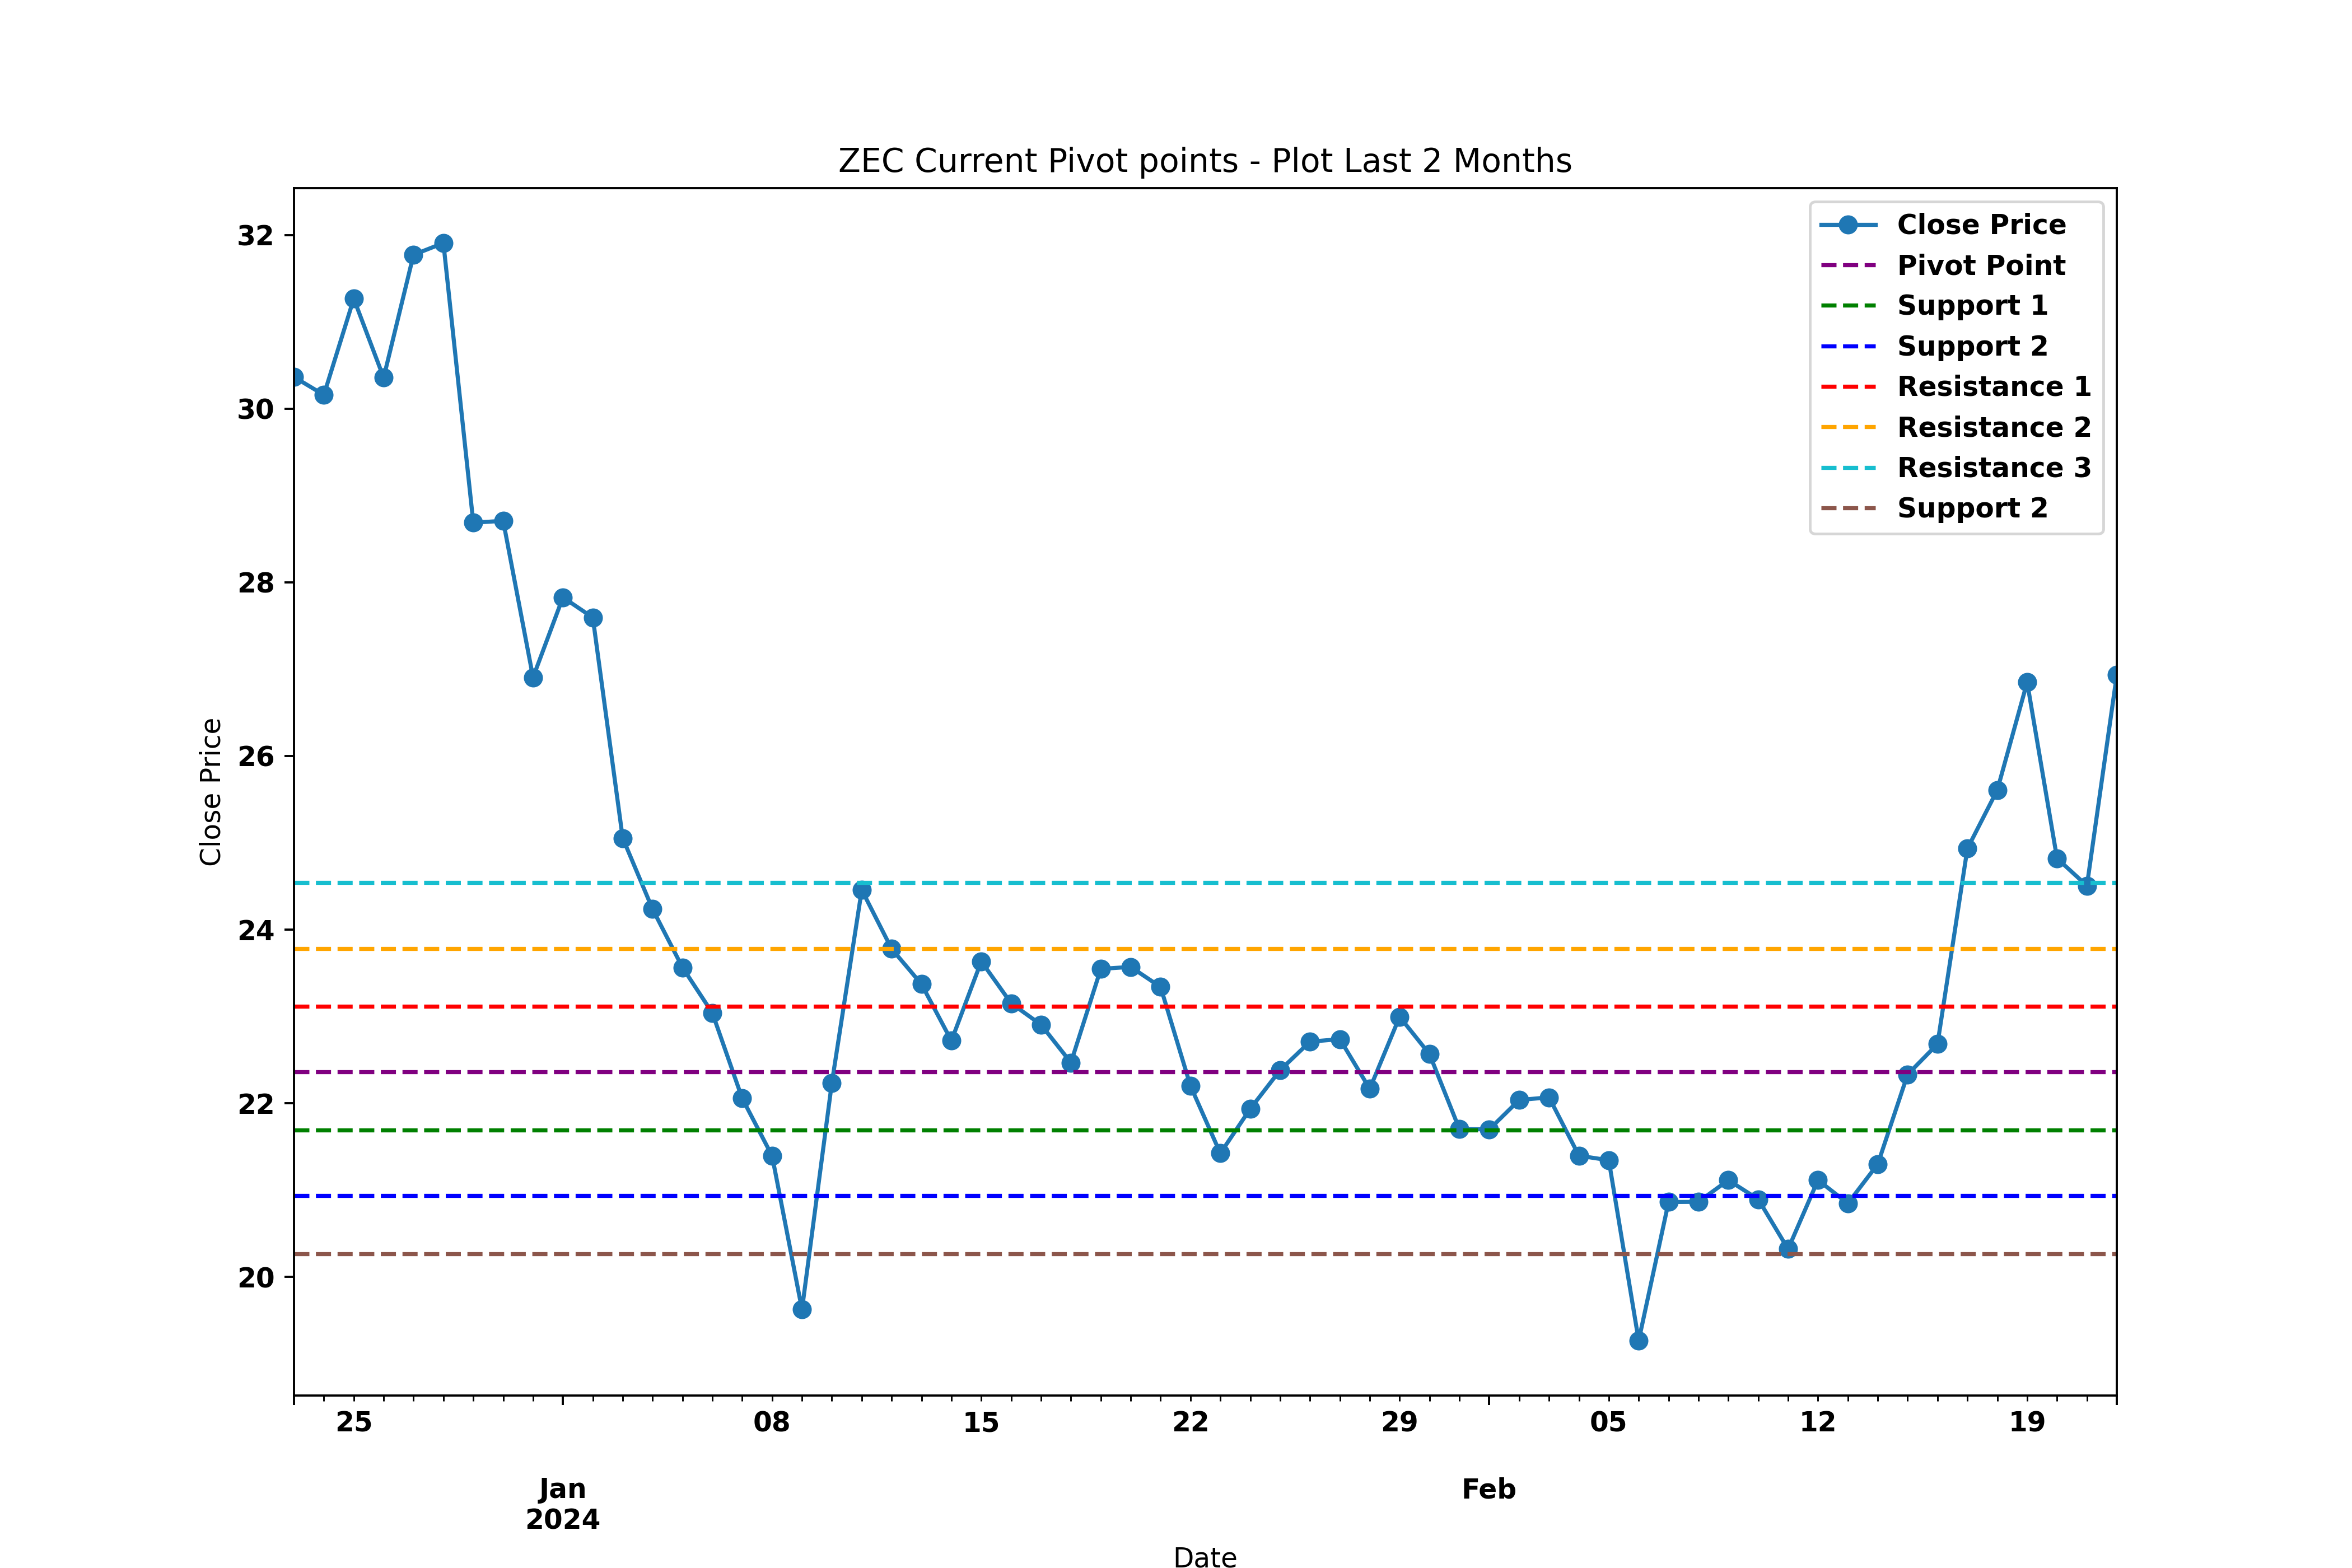 ZEC Current Pivot points - Plot Last 2 Months
Close Price
Pivot Point
Support 1
Support 2
Resistance 1
Resistance 2
Resistance 3
Support 2
32
30
28
26
24
22
20
Close Price
25
08
15
22
29
05
12
19
Jan
2024
Feb
Date